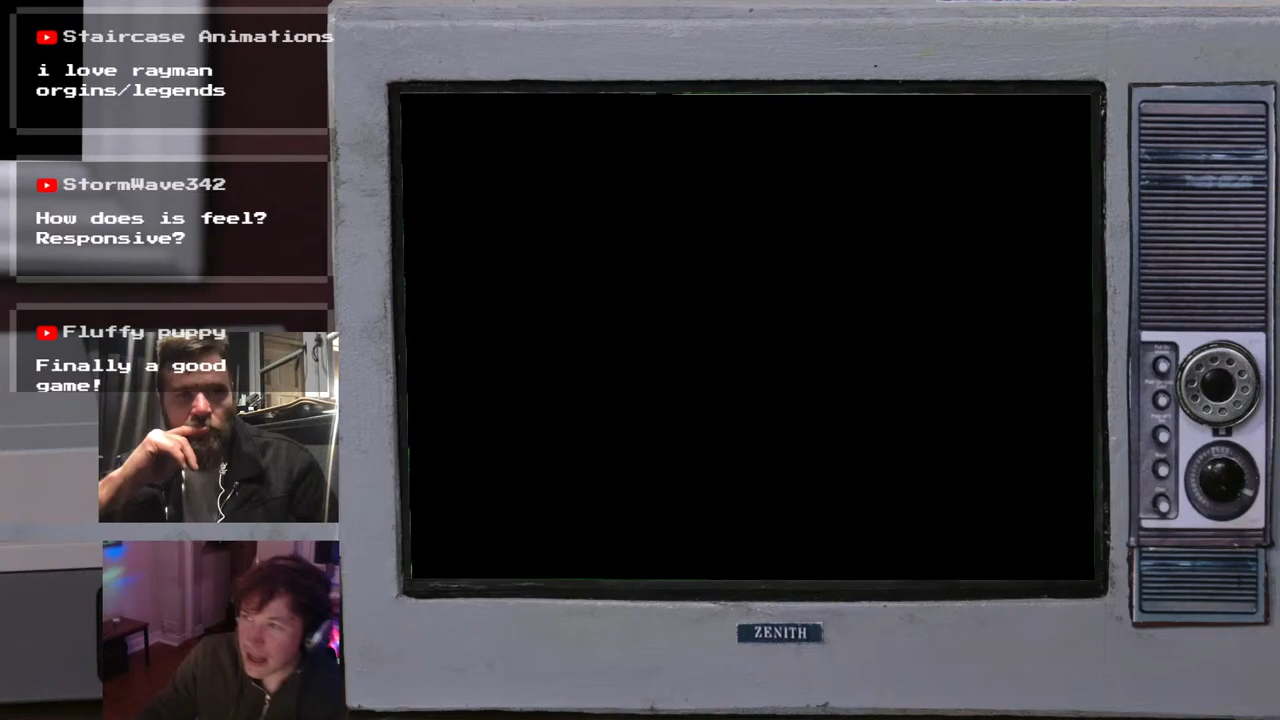 Staircase Animations
i love rayman
orgins/legends
StormWave342
How does is feel?
Responsive?
Fluffy puppy
Finally a good
game!
ZENITH